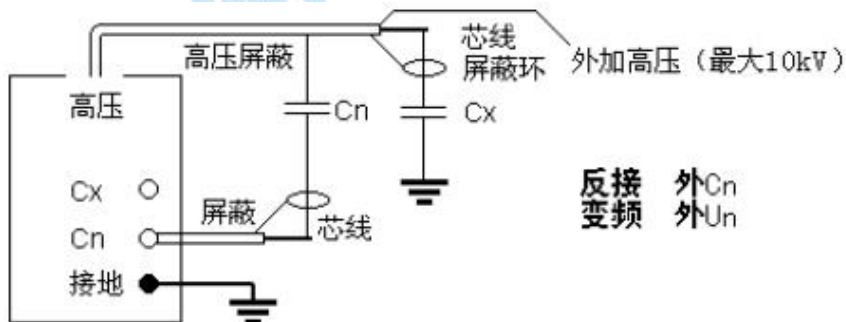 高压屏蔽
芯线
屏蔽环
外加高压（最大10kV）
高压
Cn
Cx
Cx
反接 外Cn
变频 外Un
屏蔽
Cn
芯线
接地